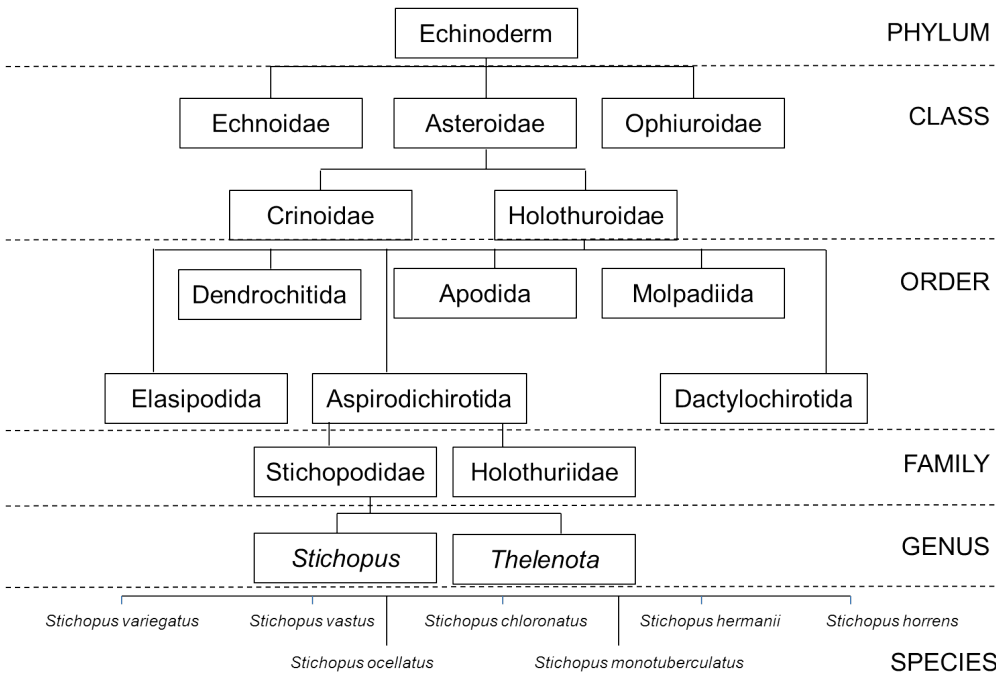 Echinoderm
PHYLUM
Echnoidae
Asteroidae
Ophiuroidae
CLASS
Crinoidae
Holothuroidae
Dendrochitida
Apodida
Molpadiida
ORDER
Elasipodida
Aspirodichirotida
Dactylochirotida
Stichopodidae
Holothuriidae
FAMILY
Stichopus
Thelenota
GENUS
Stichopus variegatus
Stichopus vastus
Stichopus chloronatus
Stichopus hermanii
Stichopus horrens
Stichopus ocellatus
Stichopus monotuberculatus
SPECIES